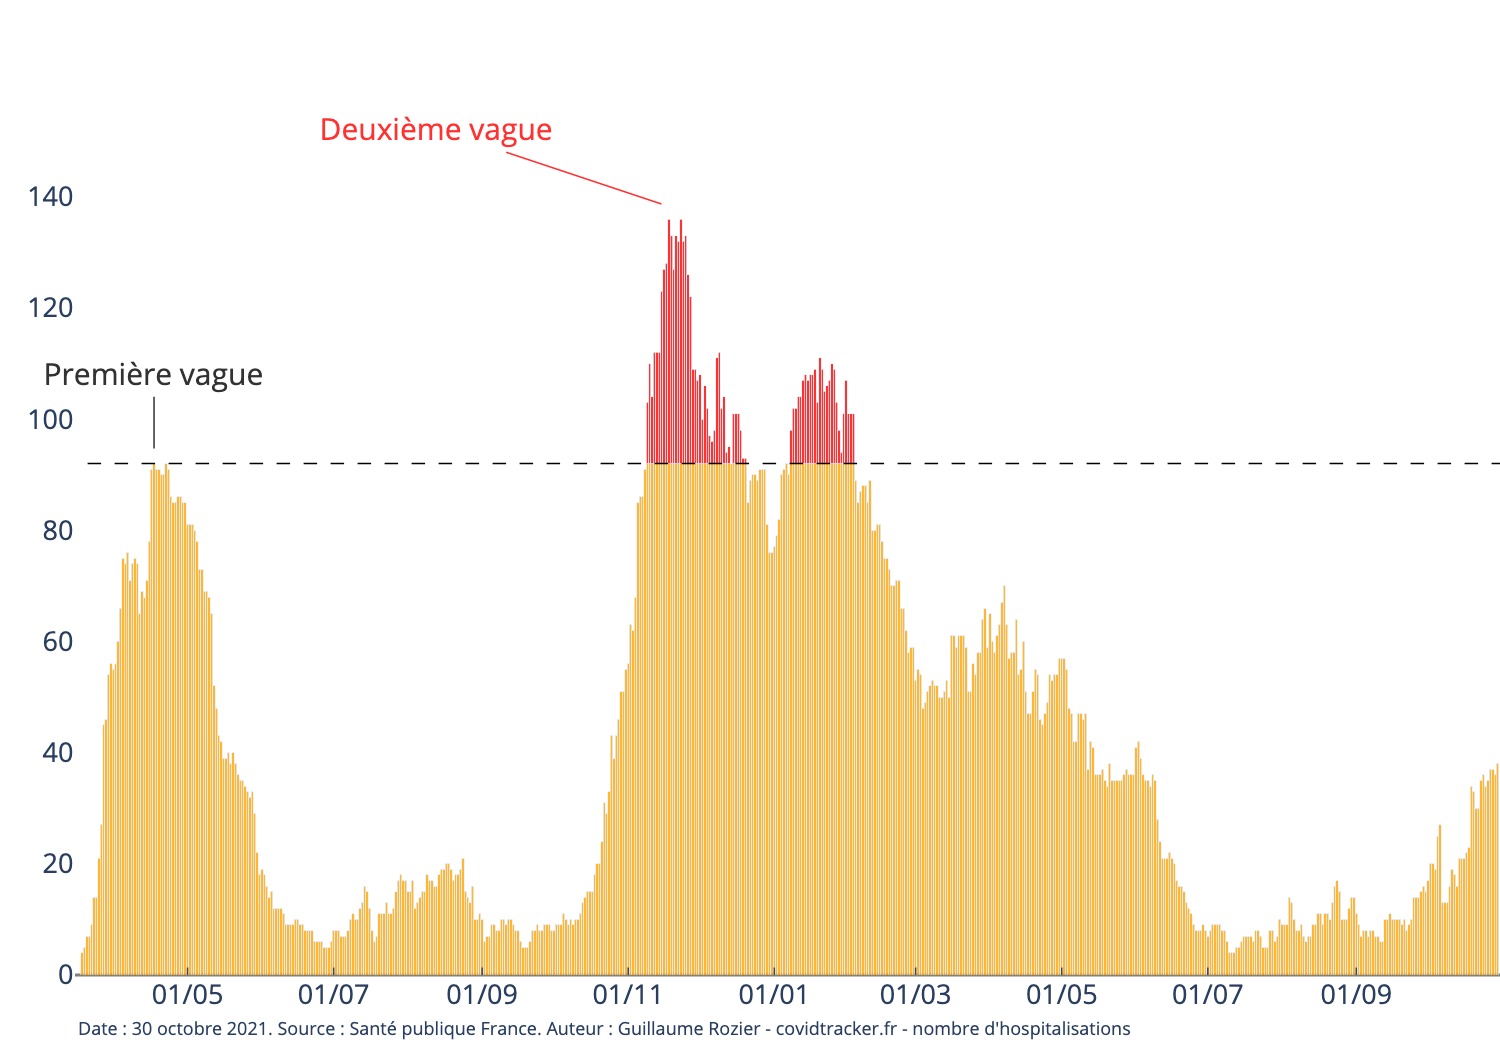 Deuxième vague
140
120
Première vague
100
80
60
40
20
0
01/05 01/07 01/09 01/11 01/01 01/03 01/05 01/07 01/09
Date : 30 octobre 2021. Source : Santé publique France. Auteur : Guillaume Rozier - covidtracker.fr - nombre d'hospitalisations